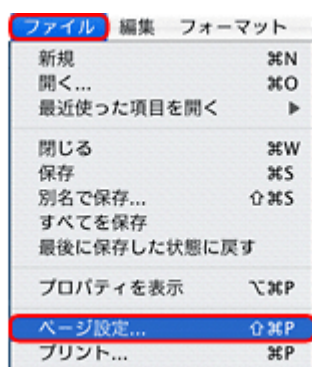 ファイル 編集 フォーマット
新規 ⌘N
開く... ⌘O
最近使った項目を開く ▶
閉じる ⌘W
保存 ⌘S
別名で保存... ⇧⌘S
すべてを保存
最後に保存した状態に戻す
プロパティを表示 ⌥⌘P
ページ設定... ⇧⌘P
プリント... ⌘P